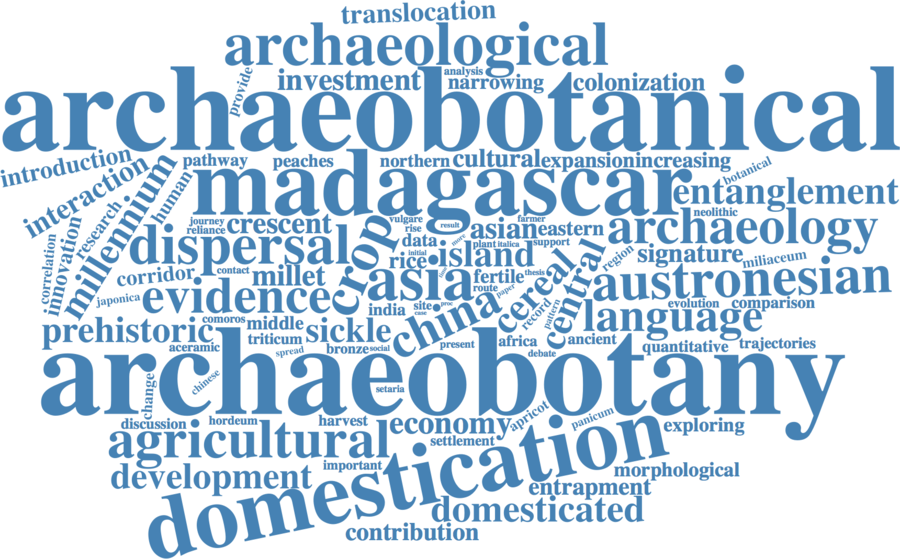 translocation
archaeological
investment
analysis
narrowing
colonization
provide
archaeobotanical
introduction
pathway
peaches
northern
cultural
expansion
increasing
botanical
interaction
millennium
human
madagascar
entanglement
research
journey
reliance
crescent
vulgare
rise
result
asian
farmer
eastern
neolithic
archaeology
correlation
innovation
dispersal
crop
data
initial
more
plant
italica
support
region
signature
miliaceum
corridor
contact
millet
rice
island
asia
fertile
thesis
route
cereal
central
austronesian
japonica
evidence
india
site
case
proc
paper
record
pattern
evolution
comparison
prehistoric
comoros
middle
sickle
china
language
aceramic
triticum
spread
bronze
social
present
africa
debate
ancient
quantitative
trajectories
archaeobotany
change
chinese
setaria
discussion
hordeum
harvest
economy
apricot
panicum
exploring
agricultural
settlement
domestication
development
important
morphological
entrapment
domesticated
contribution